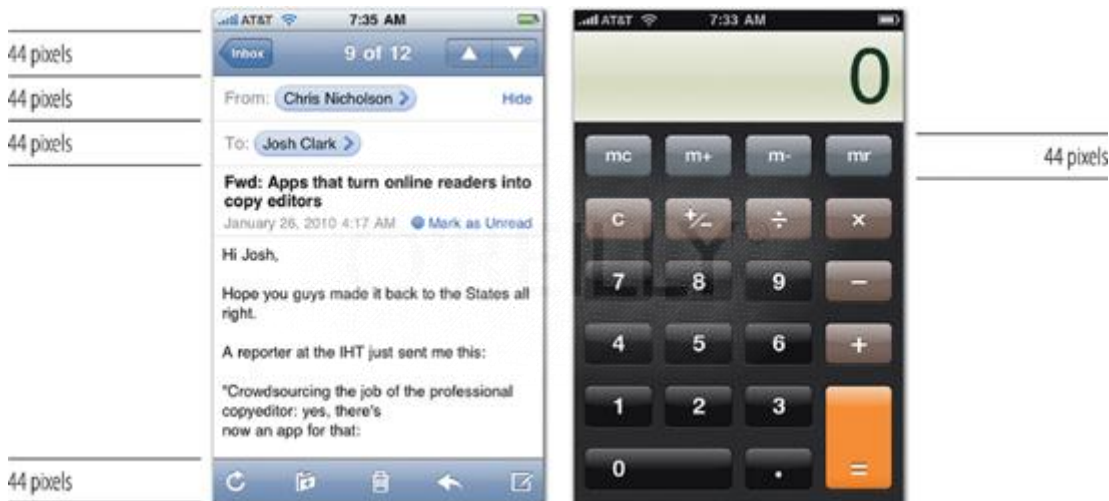 AT&T 7:35 AM
44 pixels
Inbox 9 of 12
44 pixels
From: Chris Nicholson Hide
44 pixels
To: Josh Clark
Fwd: Apps that turn online readers into
copy editors
January 26, 2010 4:17 AM Mark as Unread
Hi Josh,
Hope you guys made it back to the States all
right.
A reporter at the IHT just sent me this:
"Crowdsourcing the job of the professional
copyeditor: yes, there's
now an app for that:
44 pixels
AT&T 7:33 AM
0
mc m+ m- mr
44 pixels
c +/- ÷ ×
7 8 9 −
4 5 6 +
1 2 3
0 . =
O'REILLY